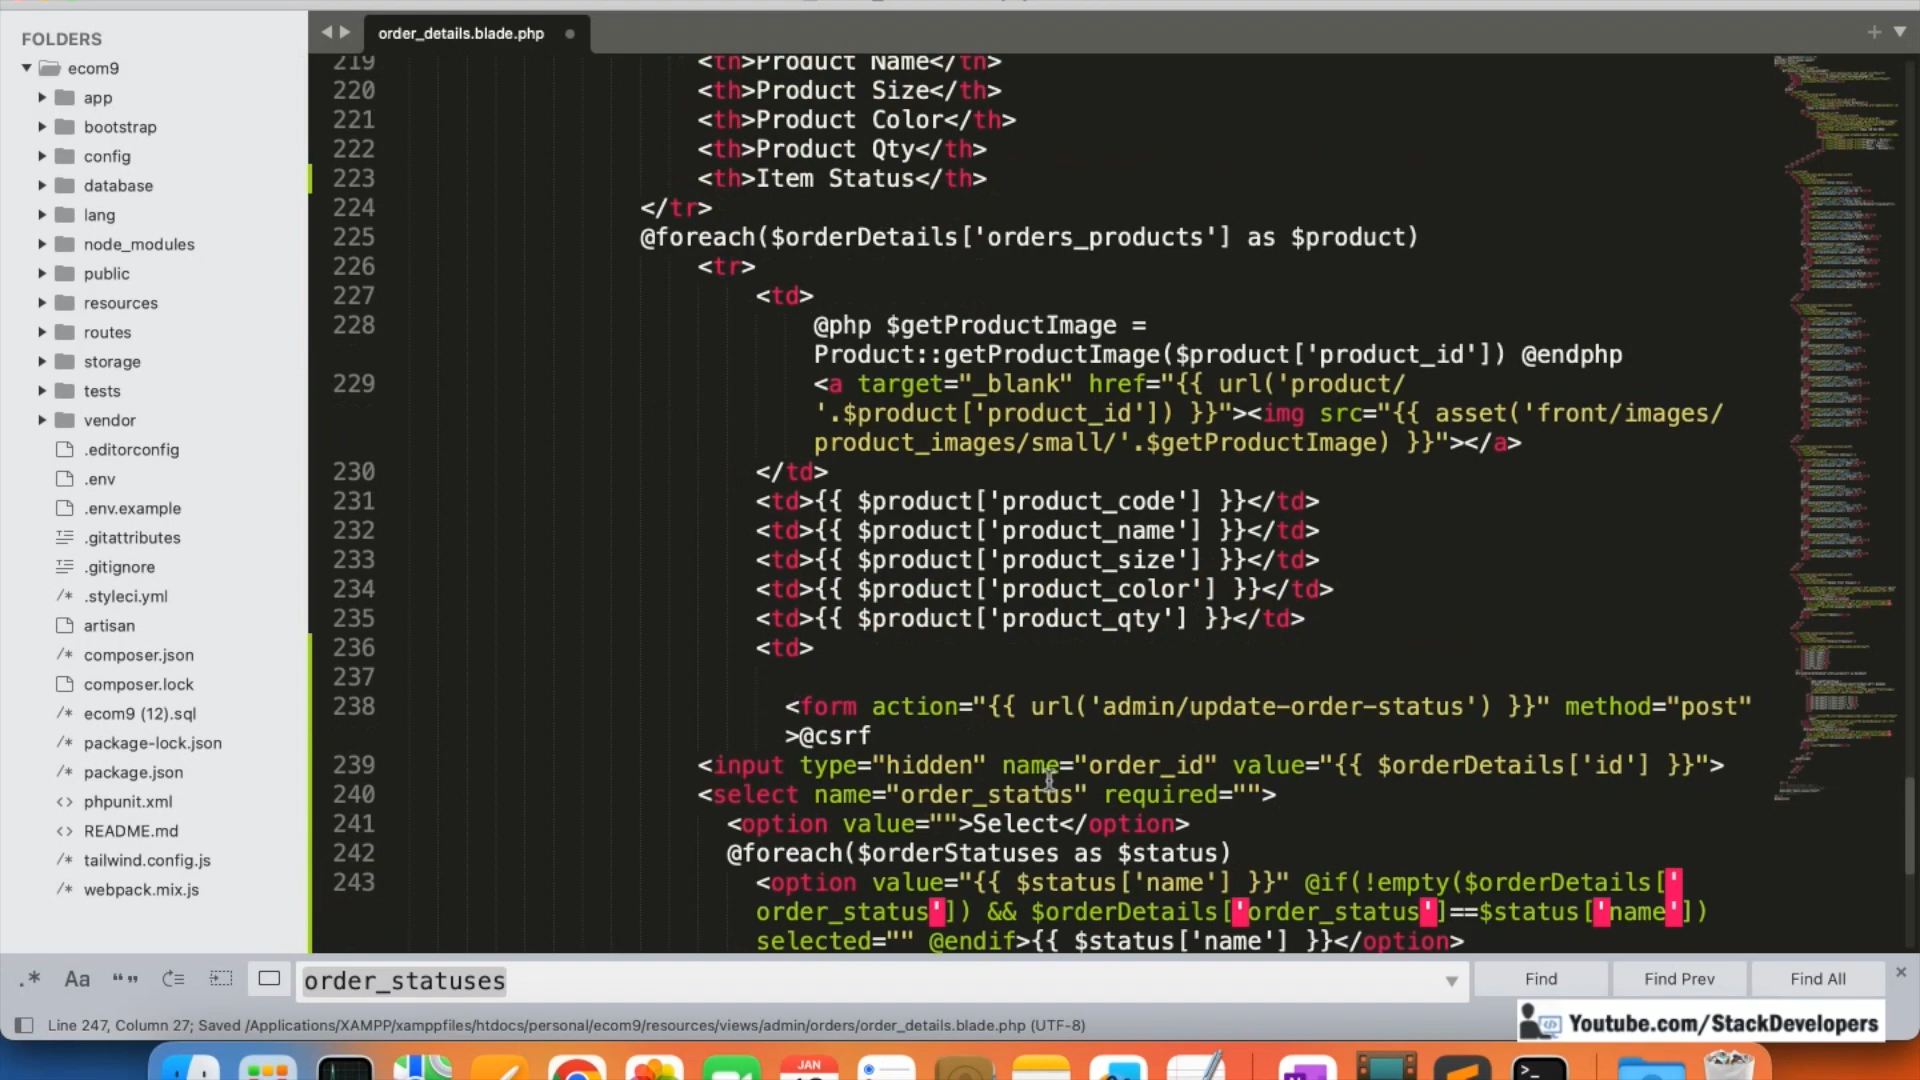 FOLDERS
ecom9
app
bootstrap
config
database
lang
node_modules
public
resources
routes
storage
tests
vendor
.editorconfig
.env
.env.example
.gitattributes
.gitignore
/* .styleci.yml
artisan
/* composer.json
composer.lock
/* ecom9 (12).sql
/* package-lock.json
/* package.json
<> phpunit.xml
<> README.md
/* tailwind.config.js
/* webpack.mix.js
order_details.blade.php
219 <th>Product Name</th>
220 <th>Product Size</th>
221 <th>Product Color</th>
222 <th>Product Qty</th>
223 <th>Item Status</th>
224 </tr>
225 @foreach($orderDetails['orders_products'] as $product)
226 <tr>
227 <td>
228 @php $getProductImage =
Product::getProductImage($product['product_id']) @endphp
229 <a target="_blank" href="{{ url('product/
'.$product['product_id']) }}"><img src="{{ asset('front/images/
product_images/small/'.$getProductImage) }}"></a>
230 </td>
231 <td>{{ $product['product_code'] }}</td>
232 <td>{{ $product['product_name'] }}</td>
233 <td>{{ $product['product_size'] }}</td>
234 <td>{{ $product['product_color'] }}</td>
235 <td>{{ $product['product_qty'] }}</td>
236 <td>
237
238 <form action="{{ url('admin/update-order-status') }}" method="post"
>@csrf
239 <input type="hidden" name="order_id" value="{{ $orderDetails['id'] }}">
240 <select name="order_status" required="">
241 <option value="">Select</option>
242 @foreach($orderStatuses as $status)
243 <option value="{{ $status['name'] }}" @if(!empty($orderDetails['
order_status']) && $orderDetails['order_status']==$status['name'])
selected="" @endif>{{ $status['name'] }}</option>
.* Aa “ ”
order_statuses
Find
Find Prev
Find All
Line 247, Column 27; Saved /Applications/XAMPP/xamppfiles/htdocs/personal/ecom9/resources/views/admin/orders/order_details.blade.php (UTF-8)
Youtube.com/StackDevelopers
JAN